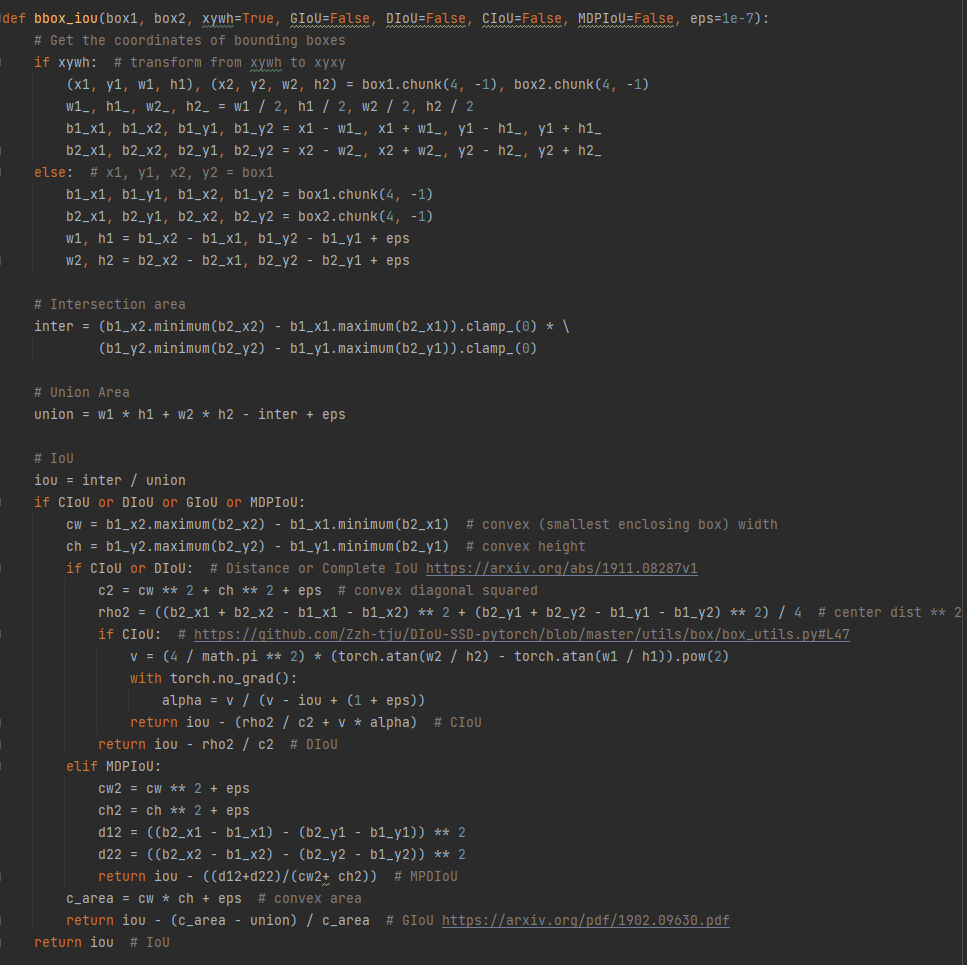 def bbox_iou(box1, box2, xywh=True, GIoU=False, DIoU=False, CIoU=False, MDPIoU=False, eps=1e-7):
    # Get the coordinates of bounding boxes
    if xywh:  # transform from xywh to xyxy
        (x1, y1, w1, h1), (x2, y2, w2, h2) = box1.chunk(4, -1), box2.chunk(4, -1)
        w1_, h1_, w2_, h2_ = w1 / 2, h1 / 2, w2 / 2, h2 / 2
        b1_x1, b1_x2, b1_y1, b1_y2 = x1 - w1_, x1 + w1_, y1 - h1_, y1 + h1_
        b2_x1, b2_x2, b2_y1, b2_y2 = x2 - w2_, x2 + w2_, y2 - h2_, y2 + h2_
    else:  # x1, y1, x2, y2 = box1
        b1_x1, b1_y1, b1_x2, b1_y2 = box1.chunk(4, -1)
        b2_x1, b2_y1, b2_x2, b2_y2 = box2.chunk(4, -1)
        w1, h1 = b1_x2 - b1_x1, b1_y2 - b1_y1 + eps
        w2, h2 = b2_x2 - b2_x1, b2_y2 - b2_y1 + eps

    # Intersection area
    inter = (b1_x2.minimum(b2_x2) - b1_x1.maximum(b2_x1)).clamp_(0) * \
            (b1_y2.minimum(b2_y2) - b1_y1.maximum(b2_y1)).clamp_(0)

    # Union Area
    union = w1 * h1 + w2 * h2 - inter + eps

    # IoU
    iou = inter / union
    if CIoU or DIoU or GIoU or MDPIoU:
        cw = b1_x2.maximum(b2_x2) - b1_x1.minimum(b2_x1)  # convex (smallest enclosing box) width
        ch = b1_y2.maximum(b2_y2) - b1_y1.minimum(b2_y1)  # convex height
        if CIoU or DIoU:  # Distance or Complete IoU https://arxiv.org/abs/1911.08287v1
            c2 = cw ** 2 + ch ** 2 + eps  # convex diagonal squared
            rho2 = ((b2_x1 + b2_x2 - b1_x1 - b1_x2) ** 2 + (b2_y1 + b2_y2 - b1_y1 - b1_y2) ** 2) / 4  # center dist ** 2
            if CIoU:  # https://github.com/Zzh-tju/DIoU-SSD-pytorch/blob/master/utils/box/box_utils.py#L47
                v = (4 / math.pi ** 2) * (torch.atan(w2 / h2) - torch.atan(w1 / h1)).pow(2)
                with torch.no_grad():
                    alpha = v / (v - iou + (1 + eps))
                return iou - (rho2 / c2 + v * alpha)  # CIoU
            return iou - rho2 / c2  # DIoU
        elif MDPIoU:
            cw2 = cw ** 2 + eps
            ch2 = ch ** 2 + eps
            d12 = ((b2_x1 - b1_x1) - (b2_y1 - b1_y1)) ** 2
            d22 = ((b2_x2 - b1_x2) - (b2_y2 - b1_y2)) ** 2
            return iou - ((d12+d22)/(cw2+ ch2))  # MPDIoU
        c_area = cw * ch + eps  # convex area
        return iou - (c_area - union) / c_area  # GIoU https://arxiv.org/pdf/1902.09630.pdf
    return iou  # IoU